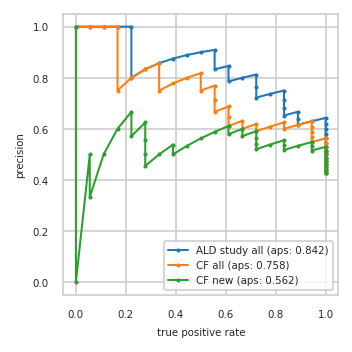 1.0
0.8
0.6
0.4
0.2
0.0
precision
0.0 0.2 0.4 0.6 0.8 1.0
true positive rate
ALD study all (aps: 0.842)
CF all (aps: 0.758)
CF new (aps: 0.562)